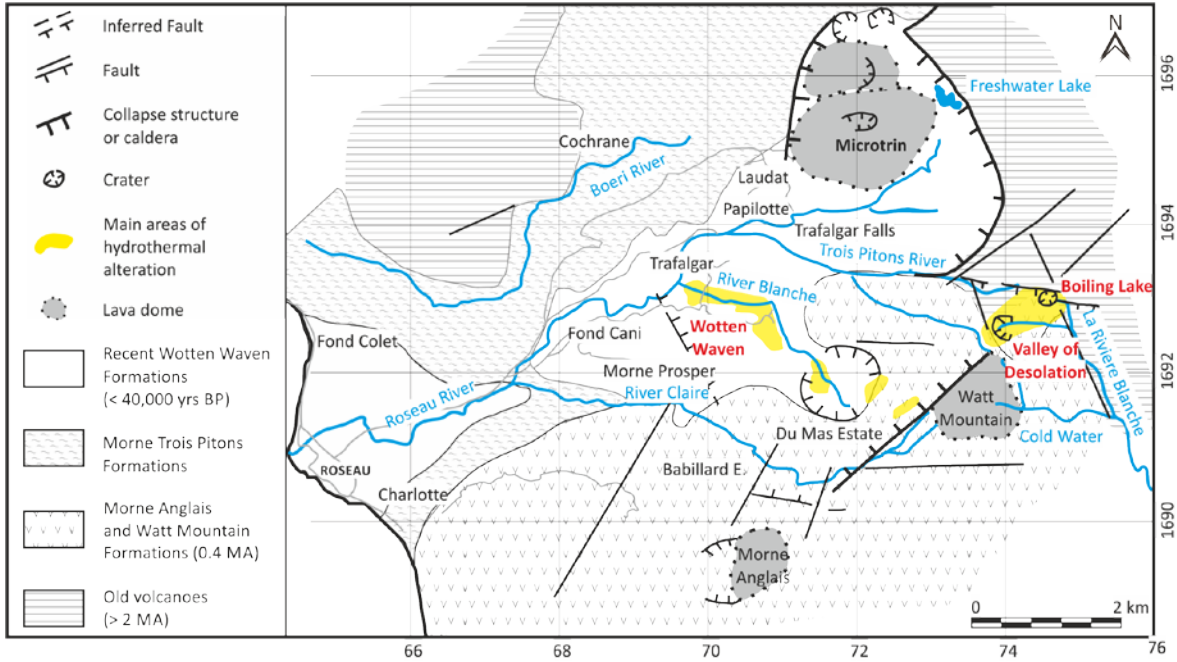 Inferred Fault
Fault
Collapse structure
or caldera
Crater
Main areas of
hydrothermal
alteration
Lava dome
Recent Wotten Waven
Formations
(< 40,000 yrs BP)
Morne Trois Pitons
Formations
Morne Anglais
and Watt Mountain
Formations (0.4 MA)
Old volcanoes
(> 2 MA)
N
1696
Freshwater Lake
Cochrane
Microtrin
Boeri River
Laudat
Papilotte
1694
Trafalgar Falls
Trois Pitons River
Trafalgar
River Blanche
Boiling Lake
Fond Colet
Fond Cani
Wotten
Waven
La Riviere Blanche
Valley of
Desolation
1692
Morne Prosper
River Claire
Roseau River
Watt
Mountain
Du Mas Estate
Cold Water
ROSEAU
Babillard E.
Charlotte
1690
Morne
Anglais
0
2 km
66
68
70
72
74
76